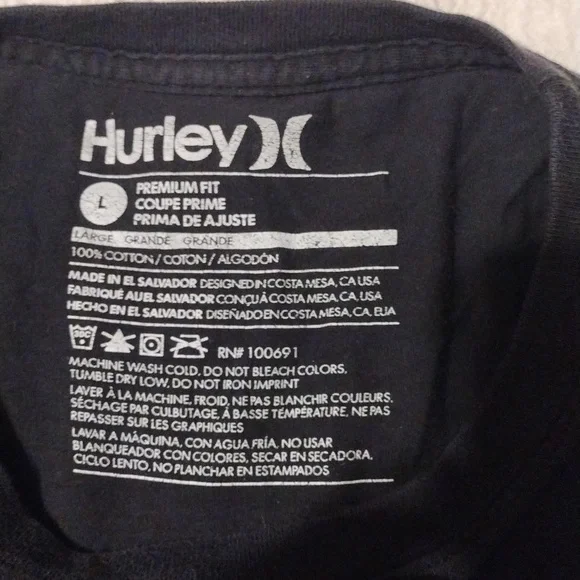 Hurley
L
PREMIUM FIT
COUPE PRIME
PRIMA DE AJUSTE
LARGE GRANDE GRANDE
100% COTTON / COTON / ALGODÓN
MADE IN EL SALVADOR DESIGNED IN COSTA MESA, CA USA
FABRIQUÉ AU EL SALVADOR CONÇU À COSTA MESA, CA, USA
HECHO EN EL SALVADOR DISEÑADO EN COSTA MESA, CA, EUA
30C RN# 100691
MACHINE WASH COLD, DO NOT BLEACH COLORS,
TUMBLE DRY LOW, DO NOT IRON IMPRINT
LAVER À LA MACHINE, FROID, NE PAS BLANCHIR COULEURS,
SÉCHAGE PAR CULBUTAGE, À BASSE TEMPÉRATURE, NE PAS
REPASSER SUR LES GRAPHIQUES
LAVAR A MÀQUINA, CON AGUA FRÍA, NO USAR
BLANQUEADOR CON COLORES, SECAR EN SECADORA,
CICLO LENTO, NO PLANCHAR EN ESTAMPADOS